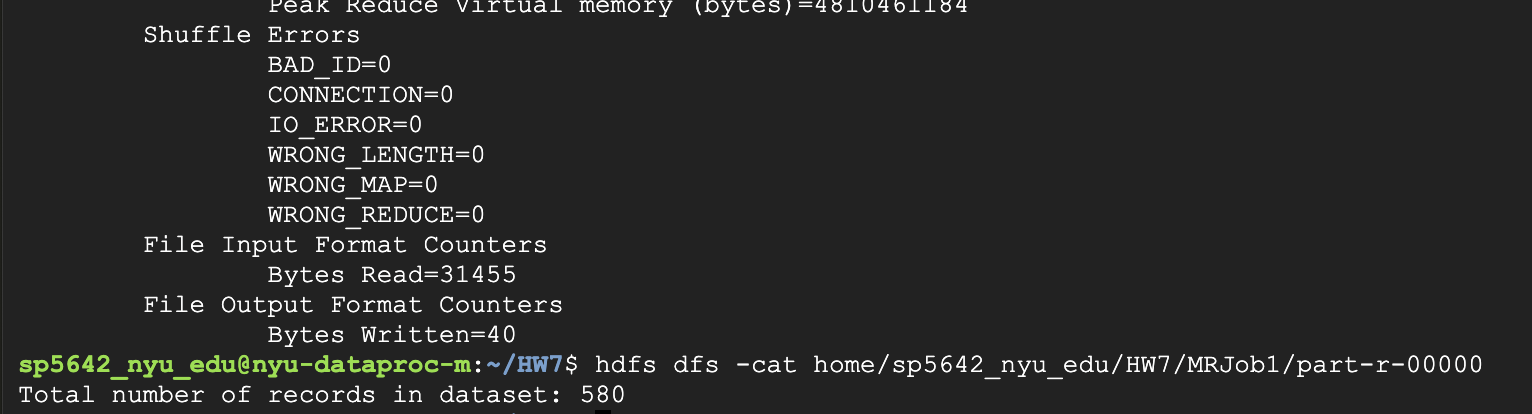 Peak Reduce Virtual memory (bytes)=4810461184
Shuffle Errors
BAD_ID=0
CONNECTION=0
IO_ERROR=0
WRONG_LENGTH=0
WRONG_MAP=0
WRONG_REDUCE=0
File Input Format Counters
Bytes Read=31455
File Output Format Counters
Bytes Written=40
sp5642_nyu_edu@nyu-dataproc-m:~/HW7$ hdfs dfs -cat home/sp5642_nyu_edu/HW7/MRJob1/part-r-00000
Total number of records in dataset: 580